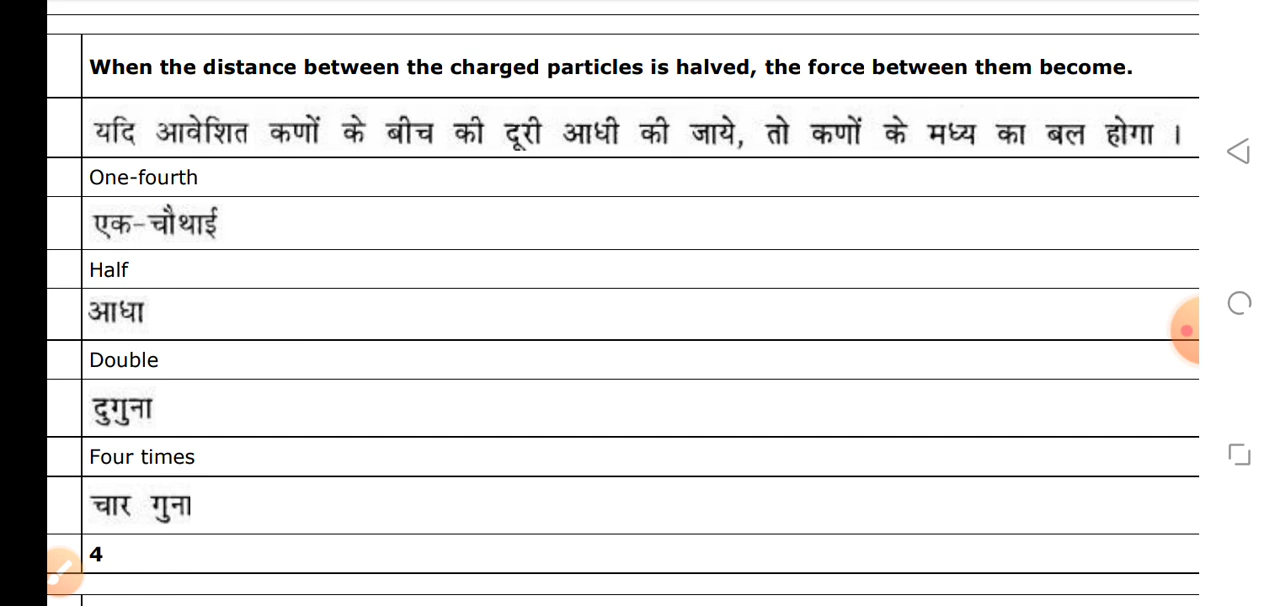 When the distance between the charged particles is halved, the force between them become.
यदि आवेशित कणों के बीच की दूरी आधी की जाये, तो कणों के मध्य का बल होगा ।
One-fourth
एक-चौथाई
Half
आधा
Double
दुगुना
Four times
चार गुना
4